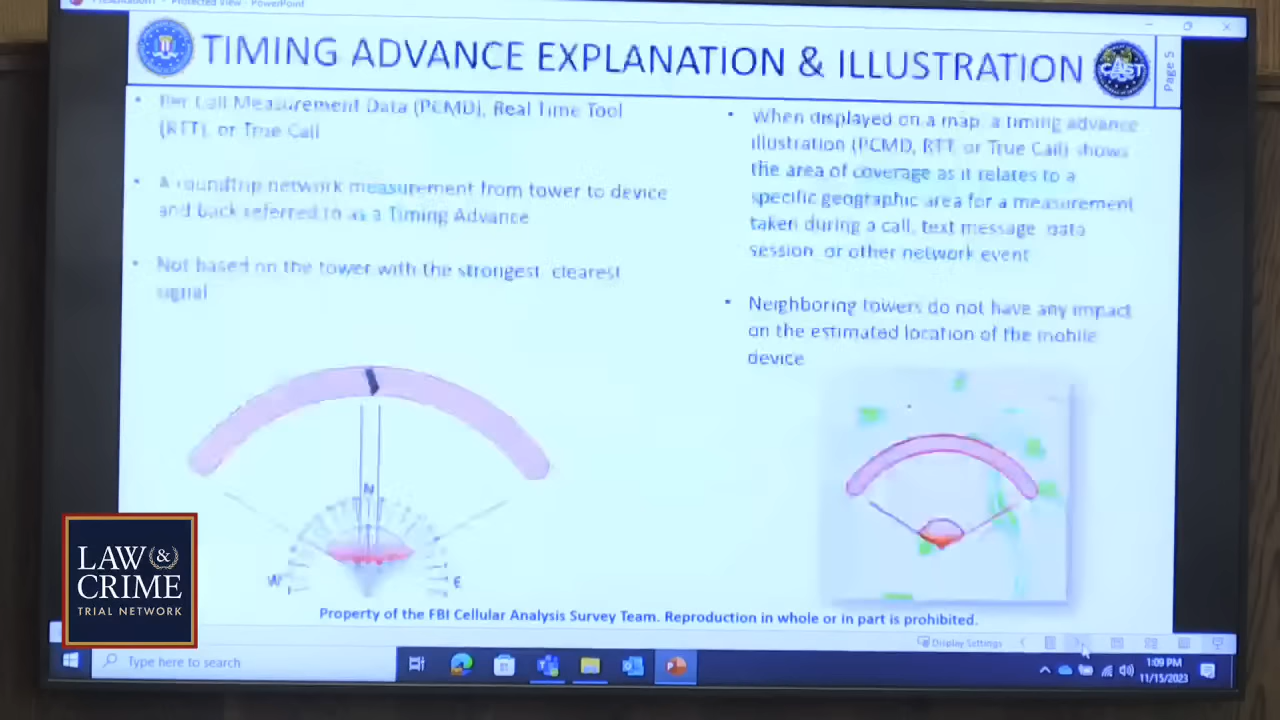 Presentation1 - Protected View - PowerPoint
TIMING ADVANCE EXPLANATION & ILLUSTRATION
CAST
Page 5
• Per Call Measurement Data (PCMD), Real Time Tool
(RTT), or True Call
• A roundtrip network measurement from tower to device
and back referred to as a Timing Advance
• Not based on the tower with the strongest clearest
signal
• When displayed on a map, a timing advance
illustration (PCMD, RTT, or True Call) shows
the area of coverage as it relates to a
specific geographic area for a measurement
taken during a call, text message, data
session, or other network event
• Neighboring towers do not have any impact
on the estimated location of the mobile
device
N
W
E
Property of the FBI Cellular Analysis Survey Team. Reproduction in whole or in part is prohibited.
LAW &
CRIME
TRIAL NETWORK
Display Settings
Type here to search
1:09 PM
11/15/2023